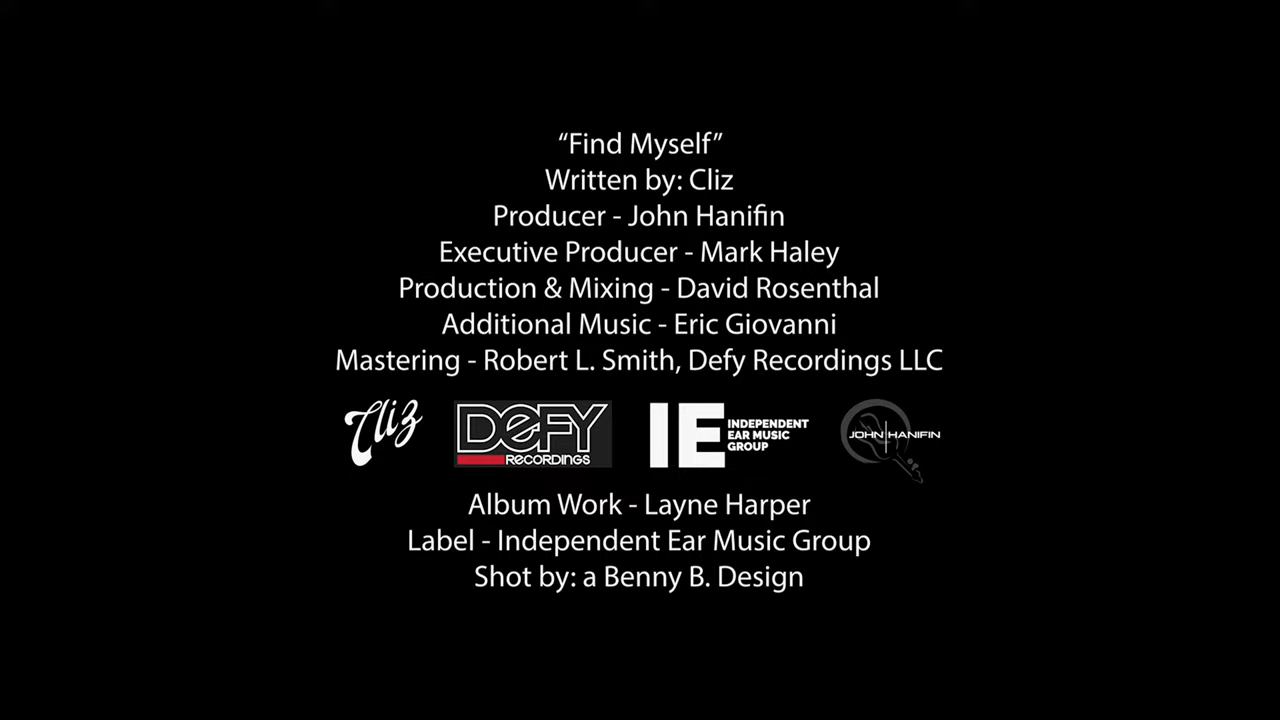 “Find Myself”
Written by: Cliz
Producer - John Hanifin
Executive Producer - Mark Haley
Production & Mixing - David Rosenthal
Additional Music - Eric Giovanni
Mastering - Robert L. Smith, Defy Recordings LLC
Cliz
DeFY
RECORDINGS
IE
INDEPENDENT
EAR MUSIC
GROUP
JOHN HANIFIN
Album Work - Layne Harper
Label - Independent Ear Music Group
Shot by: a Benny B. Design